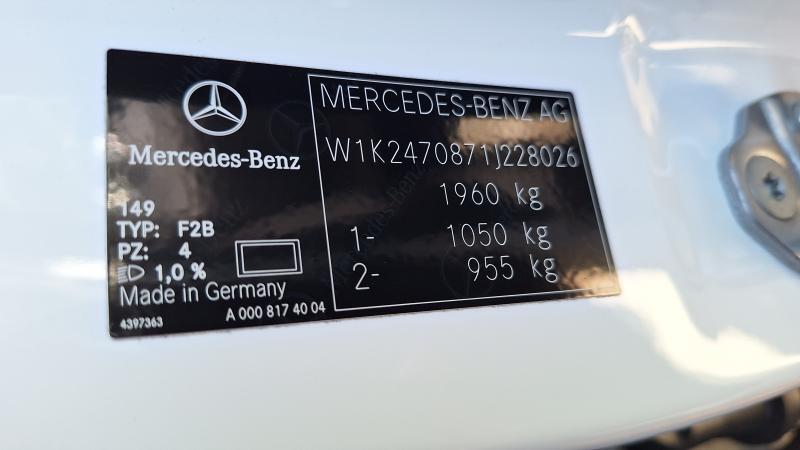 Mercedes-Benz
149
TYP: F2B
PZ: 4
1,0 %
Made in Germany
4397363
A 000 817 40 04
MERCEDES-BENZ AG
W1K2470871J228026
1960 kg
1- 1050 kg
2- 955 kg